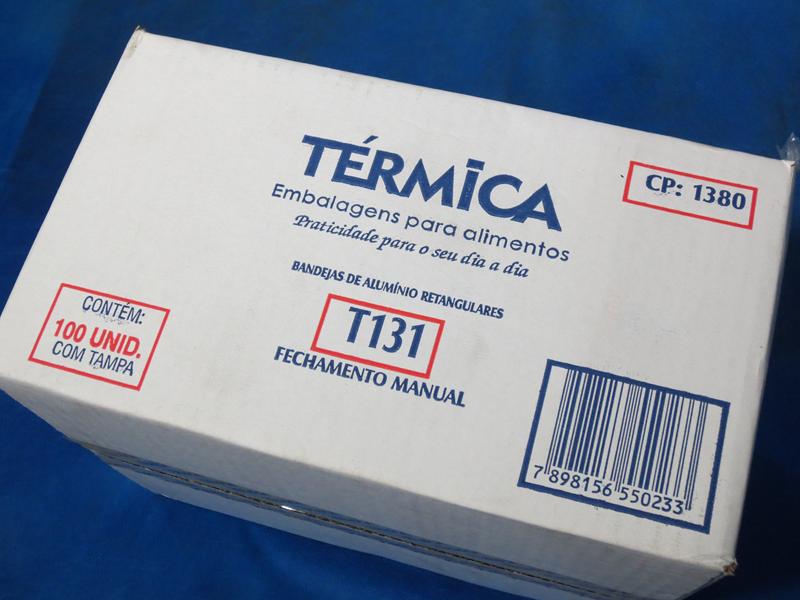 TÉRMICA
Embalagens para alimentos
Praticidade para o seu dia a dia
CP: 1380
BANDEJAS DE ALUMÍNIO RETANGULARES
T131
FECHAMENTO MANUAL
CONTÉM:
100 UNID.
COM TAMPA
7 898156 550233